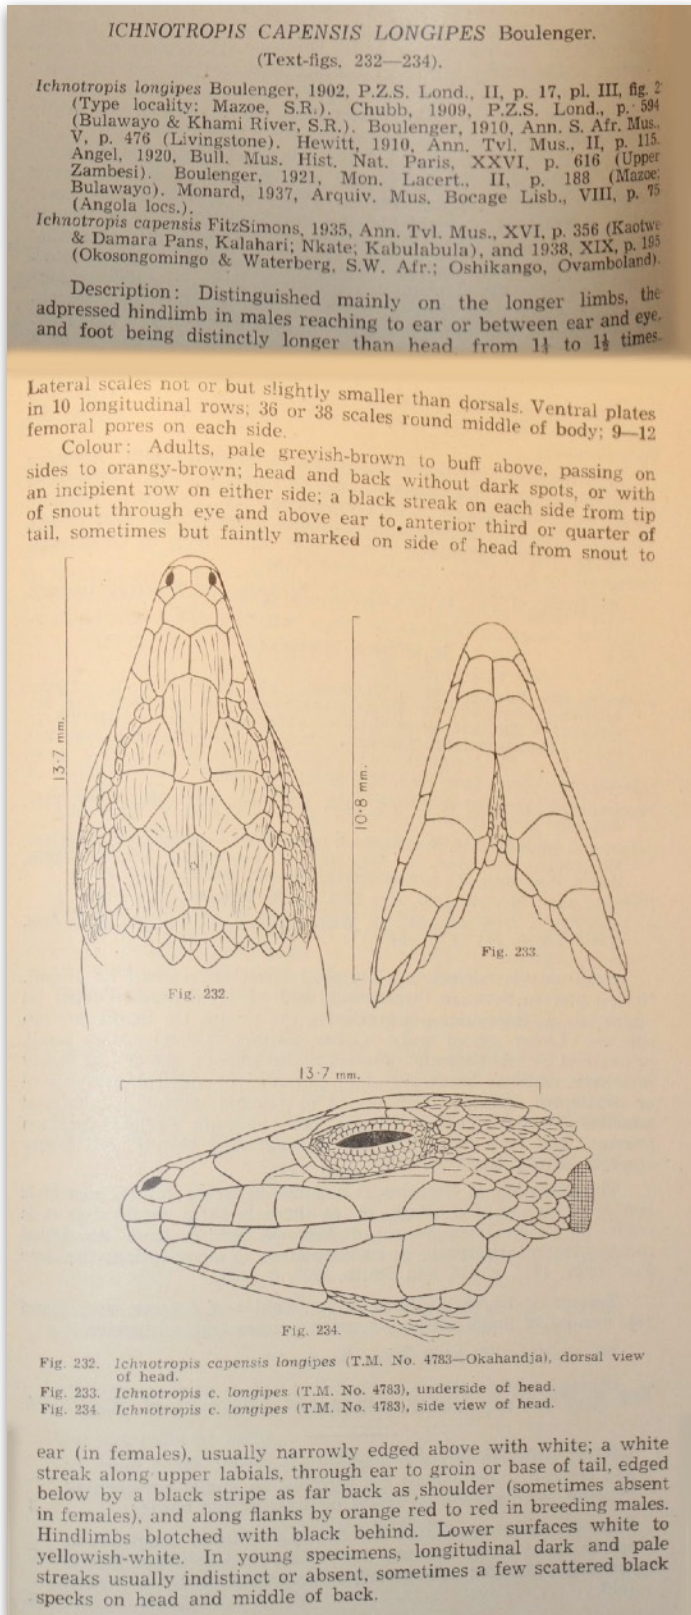 ICHNOTROPIS CAPENSIS LONGIPES Boulenger.
(Text-figs. 232—234).
Ichnotropis longipes Boulenger, 1902, P.Z.S. Lond., II, p. 17, pl. III, fig. 2
(Type locality: Mazoe, S.R.). Chubb, 1909, P.Z.S. Lond., p. 594
(Bulawayo & Khami River, S.R.). Boulenger, 1910, Ann. S. Afr. Mus.,
V, p. 476 (Livingstone). Hewitt, 1910, Ann. Tvl. Mus., II, p. 115.
Angel, 1920, Bull. Mus. Hist. Nat. Paris, XXVI, p. 616 (Upper
Zambesi). Boulenger, 1921, Mon. Lacert., II, p. 188 (Mazoe;
Bulawayo). Monard, 1937, Arquiv. Mus. Bocage Lisb., VIII, p. 75
(Angola locs.).
Ichnotropis capensis FitzSimons, 1935, Ann. Tvl. Mus., XVI, p. 356 (Kaotwe
& Damara Pans, Kalahari; Nkate; Kabulabula), and 1938, XIX, p. 195
(Okosongomingo & Waterberg, S.W. Afr.; Oshikango, Ovamboland).
Description: Distinguished mainly on the longer limbs, the
adpressed hindlimb in males reaching to ear or between ear and eye,
and foot being distinctly longer than head from 1¼ to 1½ times.
Lateral scales not or but slightly smaller than dorsals. Ventral plates
in 10 longitudinal rows; 36 or 38 scales round middle of body; 9—12
femoral pores on each side.
Colour: Adults, pale greyish-brown to buff above, passing on
sides to orangy-brown; head and back without dark spots, or with
an incipient row on either side; a black streak on each side from tip
of snout through eye and above ear to anterior third or quarter of
tail, sometimes but faintly marked on side of head from snout to
13·7 mm.
10·8 mm.
Fig. 233.
Fig. 232.
13·7 mm.
Fig. 234.
Fig. 232. Ichnotropis capensis longipes (T.M. No. 4783—Okahandja), dorsal view
of head.
Fig. 233. Ichnotropis c. longipes (T.M. No. 4783), underside of head.
Fig. 234. Ichnotropis c. longipes (T.M. No. 4783), side view of head.
ear (in females), usually narrowly edged above with white; a white
streak along upper labials, through ear to groin or base of tail, edged
below by a black stripe as far back as shoulder (sometimes absent
in females), and along flanks by orange red to red in breeding males.
Hindlimbs blotched with black behind. Lower surfaces white to
yellowish-white. In young specimens, longitudinal dark and pale
streaks usually indistinct or absent, sometimes a few scattered black
specks on head and middle of back.